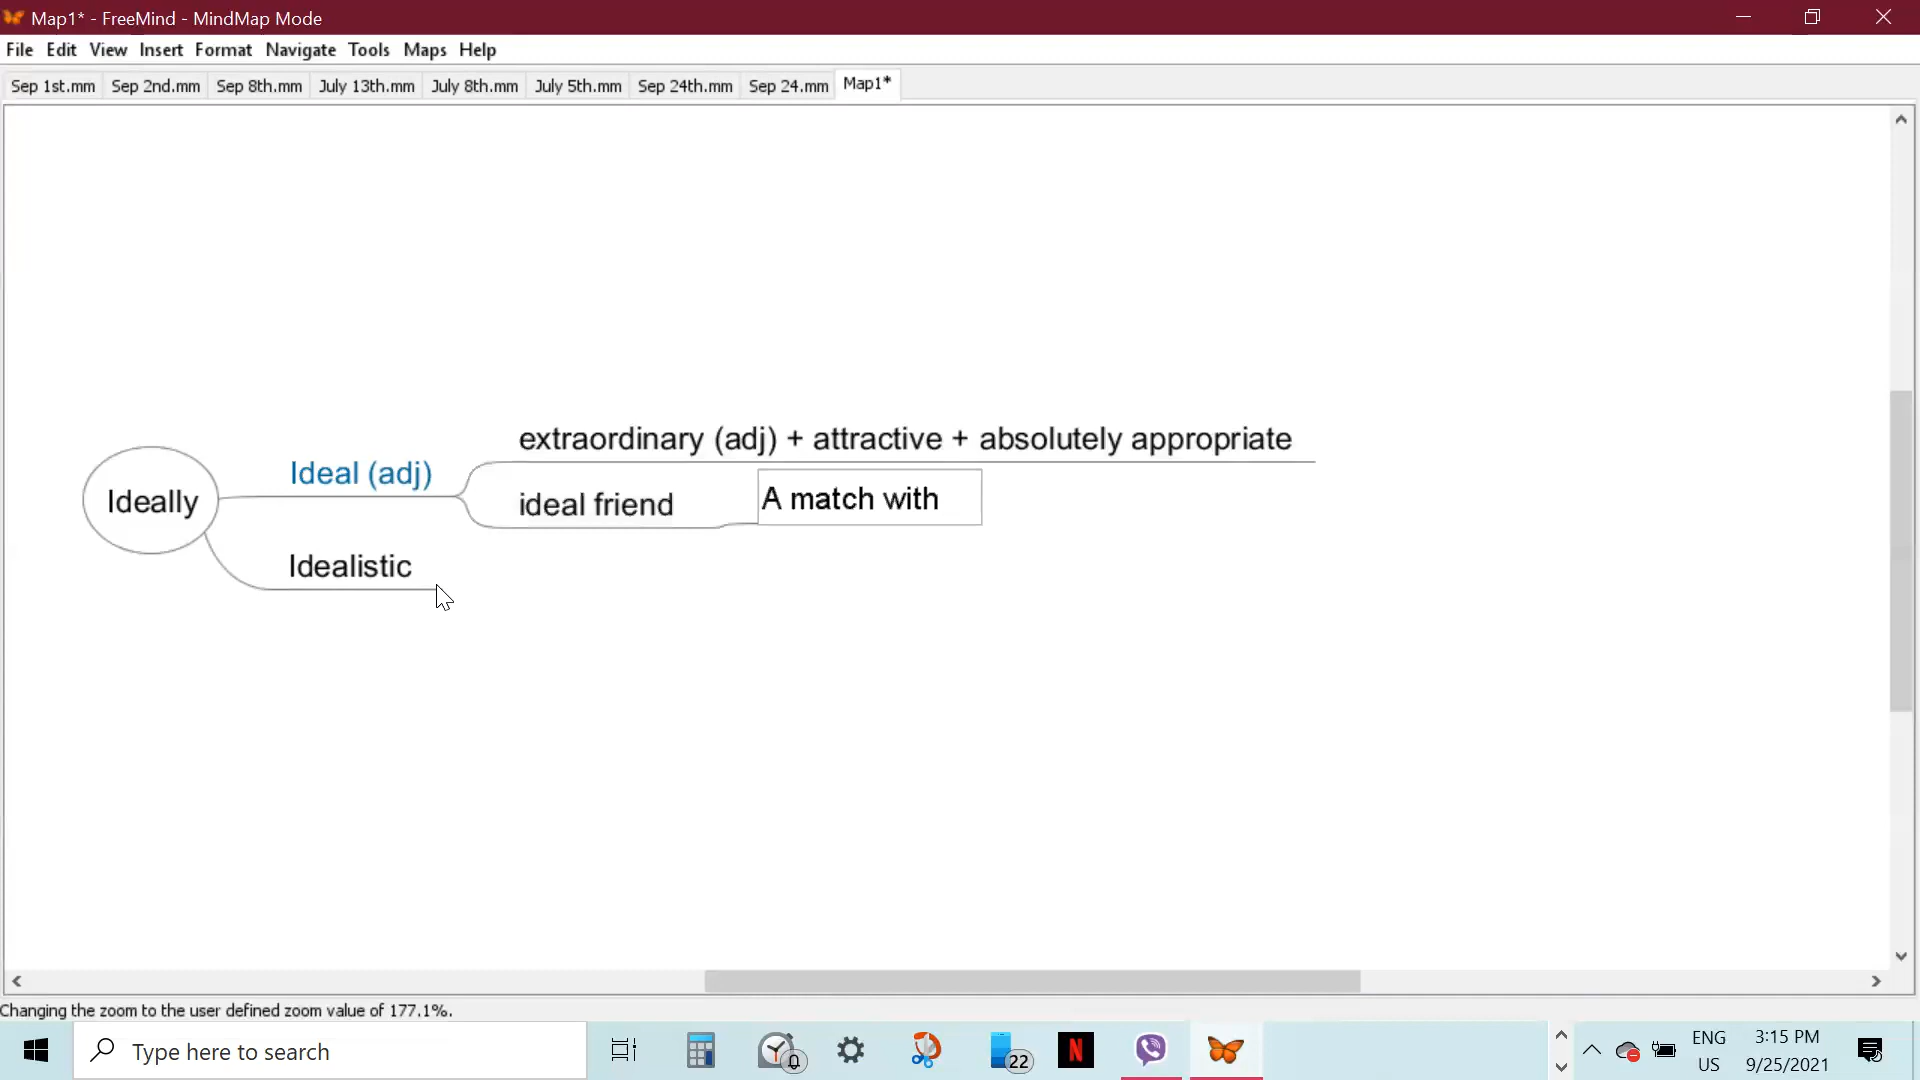 Map1* - FreeMind - MindMap Mode
File Edit View Insert Format Navigate Tools Maps Help
Sep 1st.mm Sep 2nd.mm Sep 8th.mm July 13th.mm July 8th.mm July 5th.mm Sep 24th.mm Sep 24.mm Map1*
extraordinary (adj) + attractive + absolutely appropriate
Ideal (adj)
Ideally
ideal friend
A match with
Idealistic
Changing the zoom to the user defined zoom value of 177.1%.
Type here to search
22
N
ENG
US
3:15 PM
9/25/2021